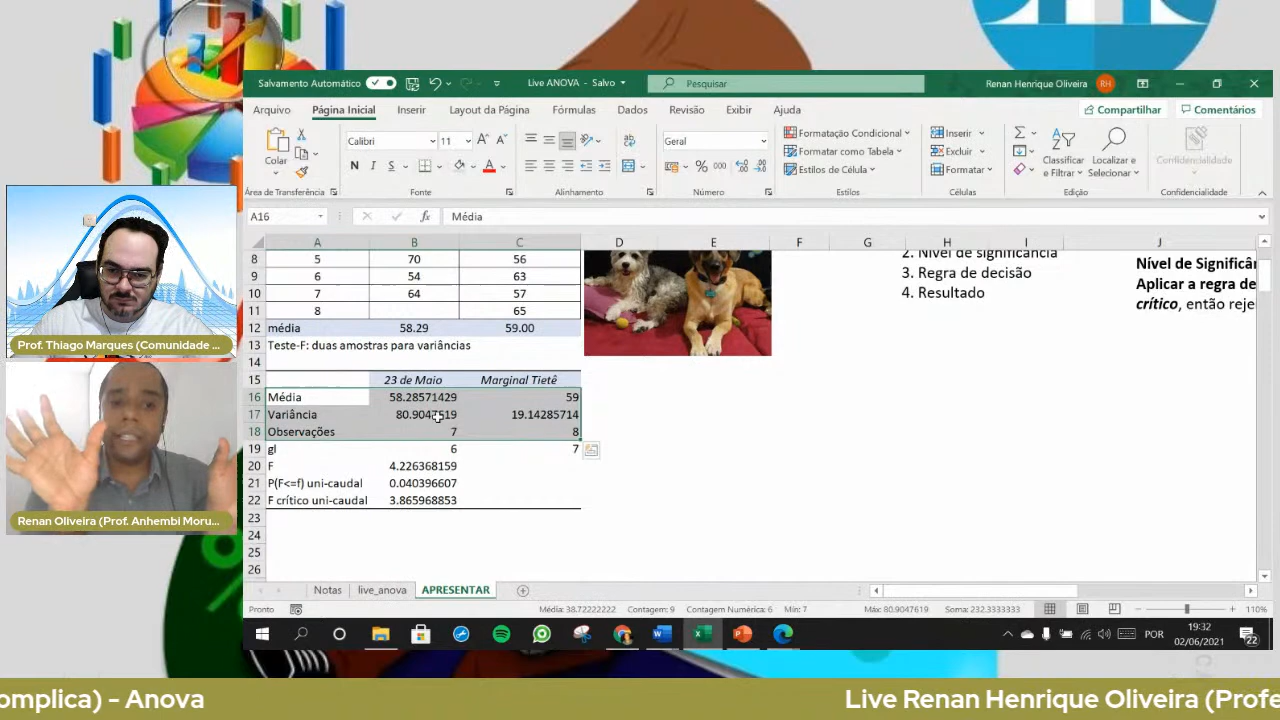 Salvamento Automático
Live ANOVA - Salvo
Pesquisar
Renan Henrique Oliveira
RH
Arquivo
Página Inicial
Inserir
Layout da Página
Fórmulas
Dados
Revisão
Exibir
Ajuda
Compartilhar
Comentários
Colar
Calibri
11
N I S
Geral
Formatação Condicional
Formatar como Tabela
Estilos de Célula
Inserir
Excluir
Formatar
Classificar e Filtrar
Localizar e Selecionar
Confidencialidade
Área de Transferência
Fonte
Alinhamento
Número
Estilos
Células
Edição
Confidencialidade
A16
fx
Média
A B C D E F G H I J
8 5 70 56
9 6 54 63
10 7 64 57
11 8 65
12 média 58.29 59.00
13 Teste-F: duas amostras para variâncias
14
15 23 de Maio Marginal Tietê
16 Média 58.28571429 59
17 Variância 19.14285714
18 Observações 7 8
19 gl 6 7
20 F 4.226368159
21 P(F<=f) uni-caudal 0.040396607
22 F crítico uni-caudal 3.865968853
23
24
25
26
2. Nível de significância
3. Regra de decisão
4. Resultado
Nível de Significâ
Aplicar a regra de
crítico, então reje
Prof. Thiago Marques (Comunidade ...
Renan Oliveira (Prof. Anhembi Moru...
Notas
live_anova
APRESENTAR
Pronto
Média: 38.72222222
Contagem: 9
Contagem Numérica: 6
Mín: 7
Máx: 80.9047619
Soma: 232.3333333
110%
POR
19:32
02/06/2021
22
omplica) - Anova
Live Renan Henrique Oliveira (Profe